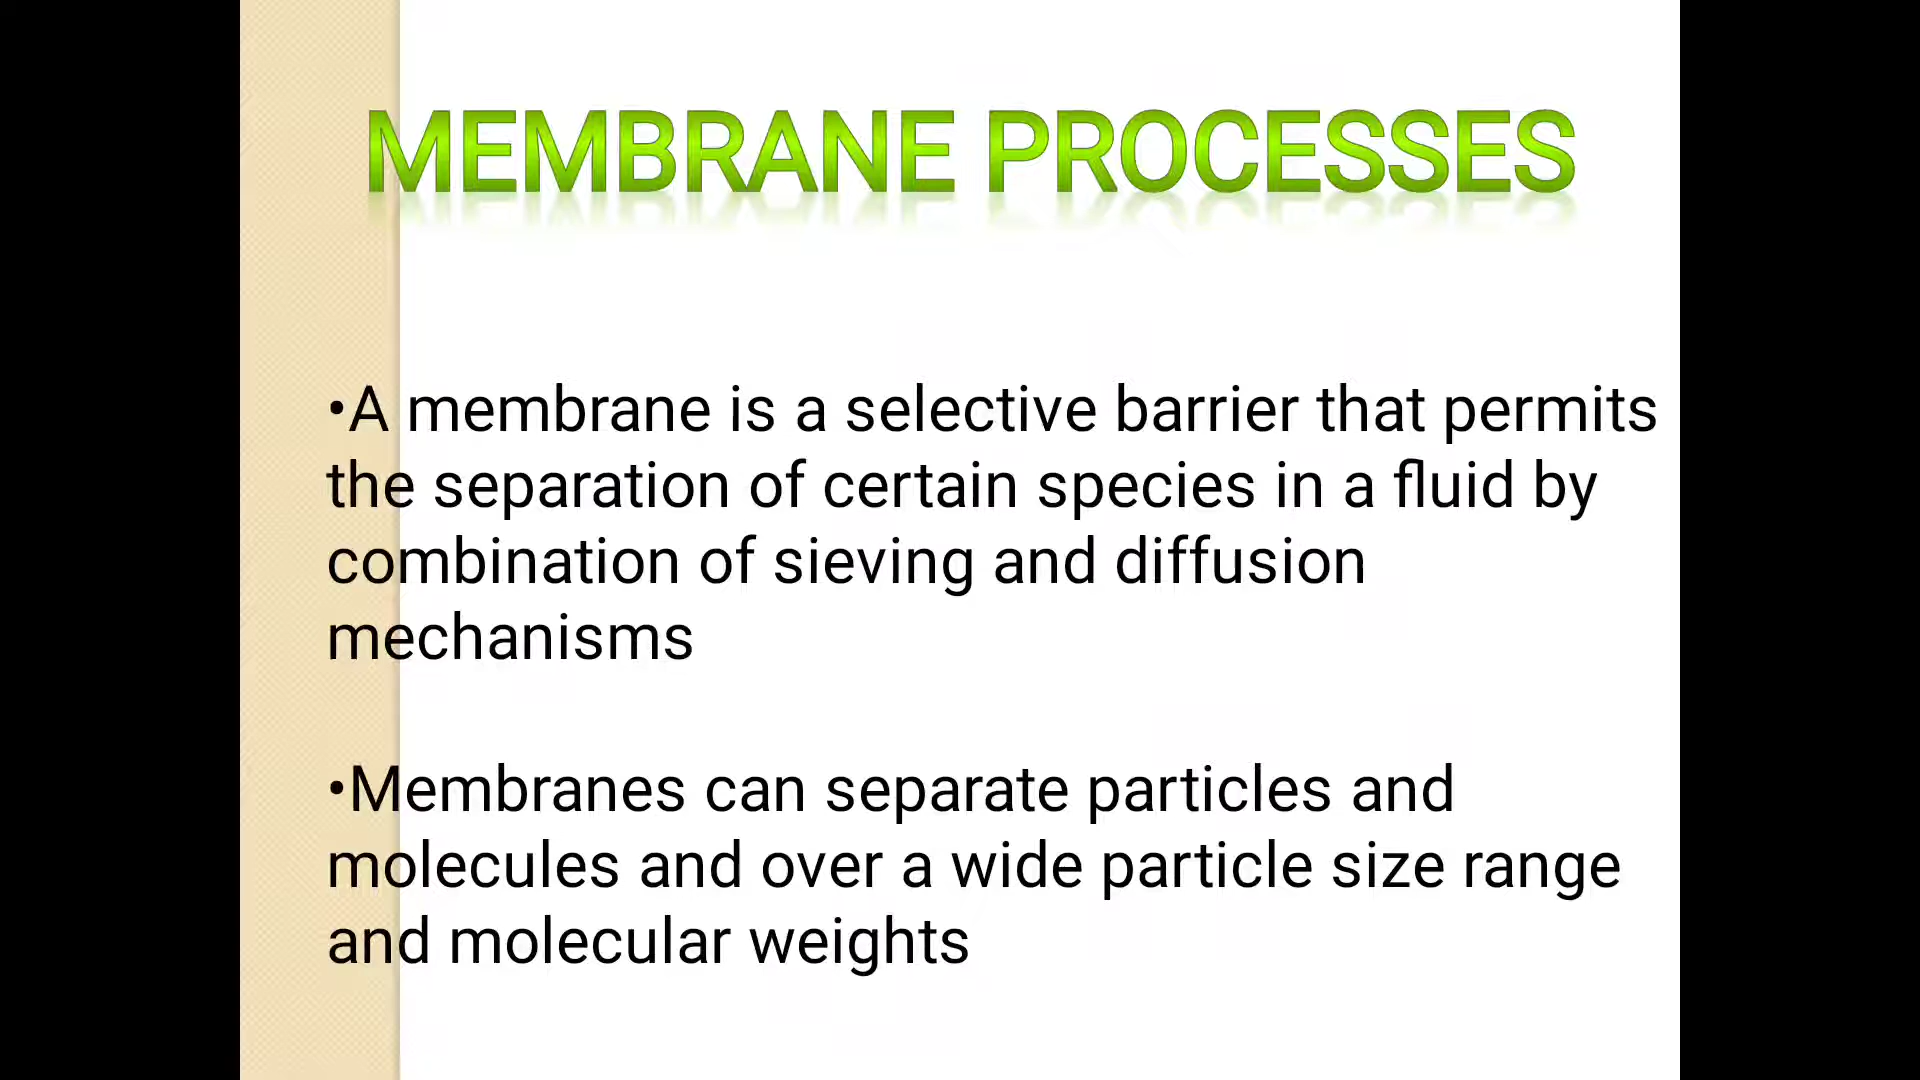 MEMBRANE PROCESSES
•A membrane is a selective barrier that permits
the separation of certain species in a fluid by
combination of sieving and diffusion
mechanisms
•Membranes can separate particles and
molecules and over a wide particle size range
and molecular weights